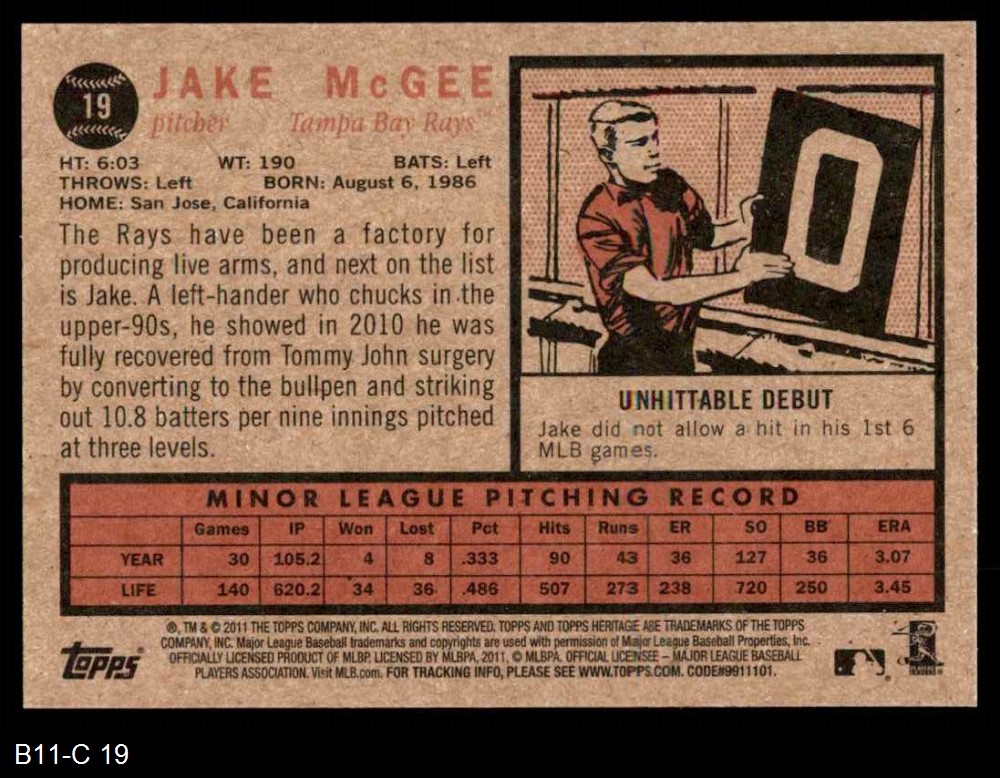 19
JAKE McGEE
pitcher Tampa Bay Rays™
HT: 6:03 WT: 190 BATS: Left
THROWS: Left BORN: August 6, 1986
HOME: San Jose, California
The Rays have been a factory for
producing live arms, and next on the list
is Jake. A left-hander who chucks in the
upper-90s, he showed in 2010 he was
fully recovered from Tommy John surgery
by converting to the bullpen and striking
out 10.8 batters per nine innings pitched
at three levels.
0
UNHITTABLE DEBUT
Jake did not allow a hit in his 1st 6
MLB games.
MINOR LEAGUE PITCHING RECORD
Games IP Won Lost Pct Hits Runs ER SO BB ERA
YEAR 30 105.2 4 8 .333 90 43 36 127 36 3.07
LIFE 140 620.2 34 36 .486 507 273 238 720 250 3.45
®, TM & © 2011 THE TOPPS COMPANY, INC. ALL RIGHTS RESERVED. TOPPS AND TOPPS HERITAGE ARE TRADEMARKS OF THE TOPPS
COMPANY, INC. Major League Baseball trademarks and copyrights are used with permission of Major League Baseball Properties, Inc.
OFFICIALLY LICENSED PRODUCT OF MLBP. LICENSED BY MLBPA, 2011. © MLBPA. OFFICIAL LICENSEE – MAJOR LEAGUE BASEBALL
PLAYERS ASSOCIATION. Visit MLB.com. FOR TRACKING INFO, PLEASE SEE WWW.TOPPS.COM. CODE#9911101.
topps
B11-C 19